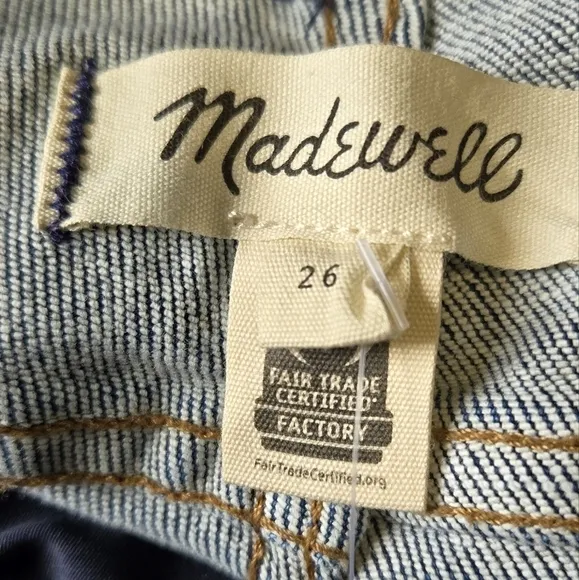 Madewell
26
FAIR TRADE
CERTIFIED
FACTORY
FairTradeCertified.org